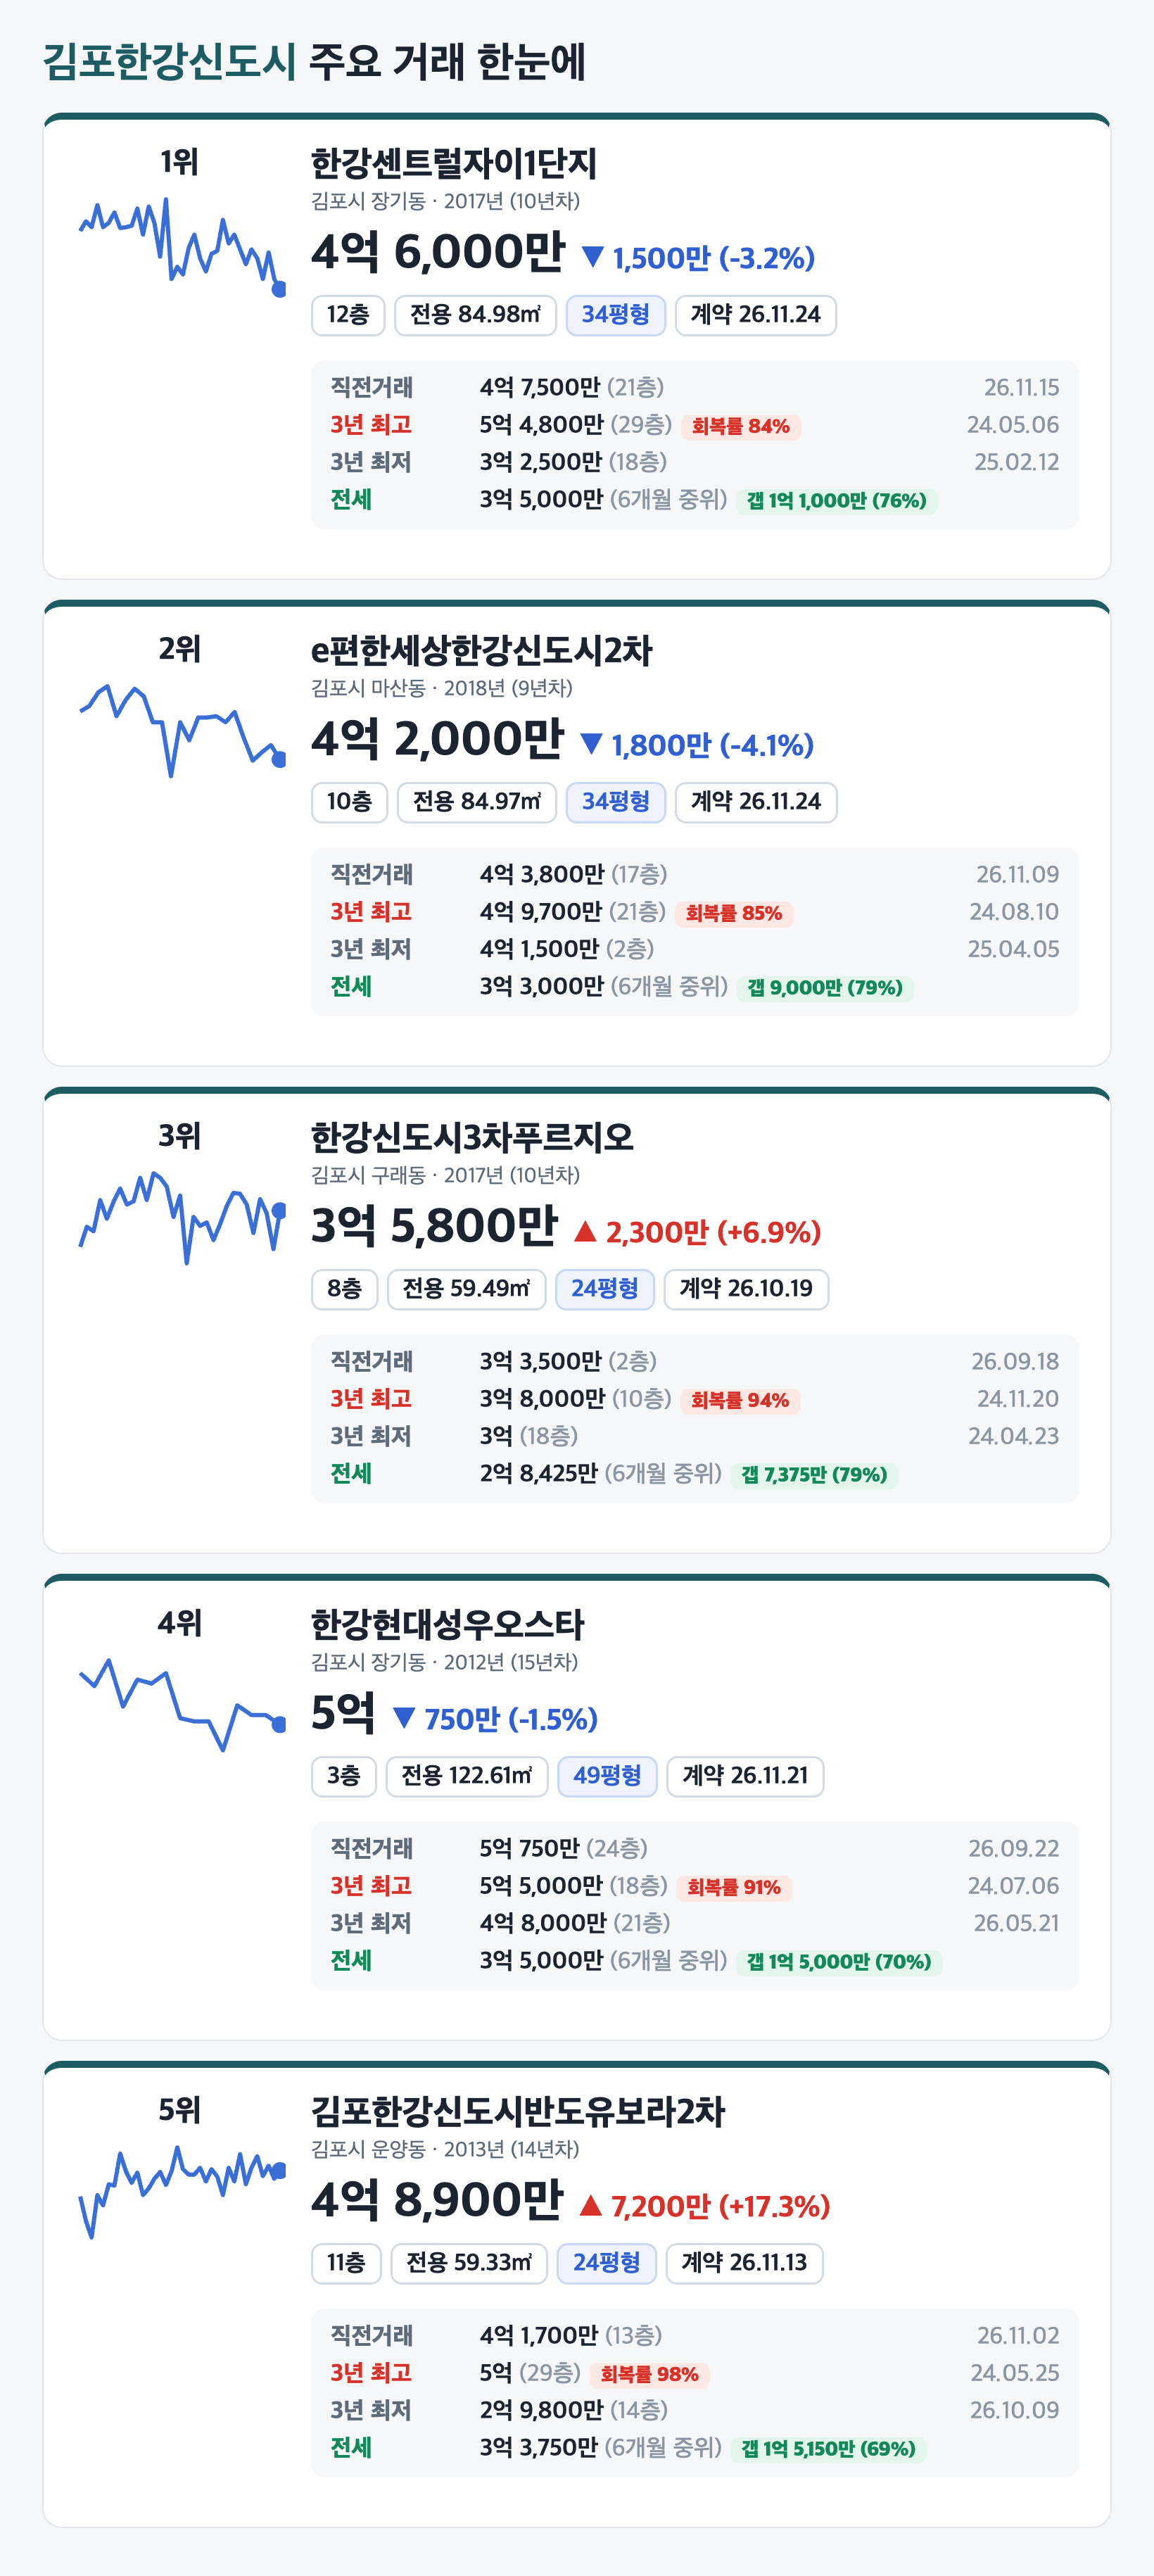 김포한강신도시 주요 거래 한눈에
1위
한강센트럴자이1단지
김포시 장기동 · 2017년 (10년차)
4억 6,000만 ▼ 1,500만 (-3.2%)
12층 전용 84.98㎡ 34평형 계약 26.11.24
직전거래 4억 7,500만 (21층) 26.11.15
3년 최고 5억 4,800만 (29층) 회복률 84% 24.05.06
3년 최저 3억 2,500만 (18층) 25.02.12
전세 3억 5,000만 (6개월 중위) 갭 1억 1,000만 (76%)
2위
e편한세상한강신도시2차
김포시 마산동 · 2018년 (9년차)
4억 2,000만 ▼ 1,800만 (-4.1%)
10층 전용 84.97㎡ 34평형 계약 26.11.24
직전거래 4억 3,800만 (17층) 26.11.09
3년 최고 4억 9,700만 (21층) 회복률 85% 24.08.10
3년 최저 4억 1,500만 (2층) 25.04.05
전세 3억 3,000만 (6개월 중위) 갭 9,000만 (79%)
3위
한강신도시3차푸르지오
김포시 구래동 · 2017년 (10년차)
3억 5,800만 ▲ 2,300만 (+6.9%)
8층 전용 59.49㎡ 24평형 계약 26.10.19
직전거래 3억 3,500만 (2층) 26.09.18
3년 최고 3억 8,000만 (10층) 회복률 94% 24.11.20
3년 최저 3억 (18층) 24.04.23
전세 2억 8,425만 (6개월 중위) 갭 7,375만 (79%)
4위
한강현대성우오스타
김포시 장기동 · 2012년 (15년차)
5억 ▼ 750만 (-1.5%)
3층 전용 122.61㎡ 49평형 계약 26.11.21
직전거래 5억 750만 (24층) 26.09.22
3년 최고 5억 5,000만 (18층) 회복률 91% 24.07.06
3년 최저 4억 8,000만 (21층) 26.05.21
전세 3억 5,000만 (6개월 중위) 갭 1억 5,000만 (70%)
5위
김포한강신도시반도유보라2차
김포시 운양동 · 2013년 (14년차)
4억 8,900만 ▲ 7,200만 (+17.3%)
11층 전용 59.33㎡ 24평형 계약 26.11.13
직전거래 4억 1,700만 (13층) 26.11.02
3년 최고 5억 (29층) 회복률 98% 24.05.25
3년 최저 2억 9,800만 (14층) 26.10.09
전세 3억 3,750만 (6개월 중위) 갭 1억 5,150만 (69%)